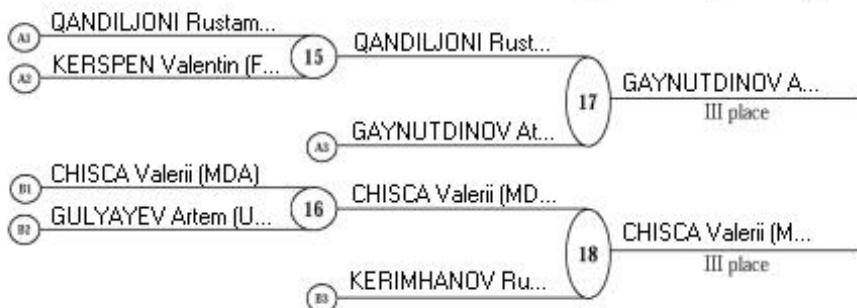 A1 QANDILJONI Rustam...
A2 KERSPEN Valentin (F...
15
QANDILJONI Rust...
A3 GAYNUTDINOV At...
17
GAYNUTDINOV A...
III place
B1 CHISCA Valerii (MDA)
B2 GULYAYEV Artem (U...
16
CHISCA Valerii (MD...
B3 KERIMHANOV Ru...
18
CHISCA Valerii (M...
III place